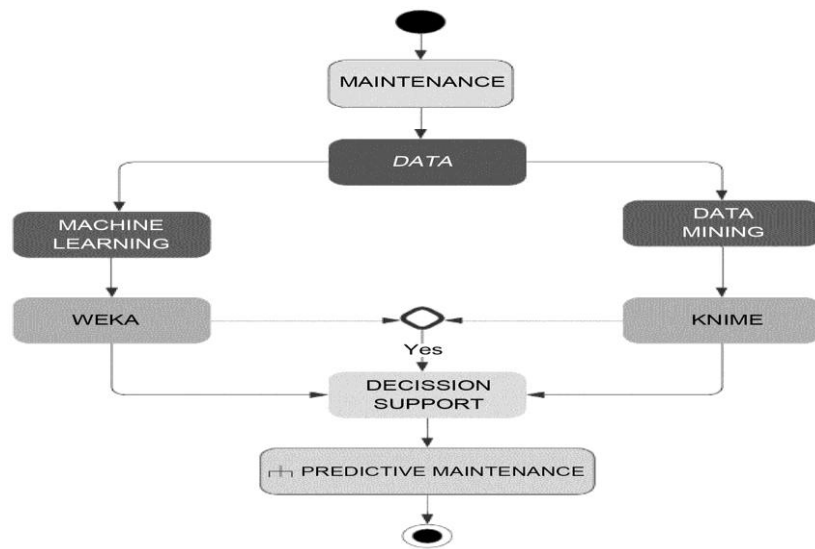 MAINTENANCE
DATA
MACHINE
LEARNING
DATA
MINING
WEKA
KNIME
Yes
DECISSION
SUPPORT
PREDICTIVE MAINTENANCE